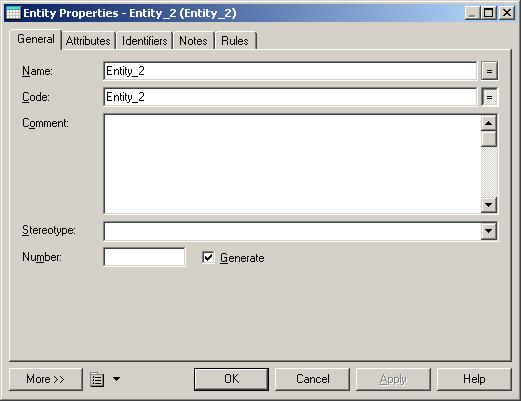 Entity Properties - Entity_2 (Entity_2)
General Attributes Identifiers Notes Rules
Name: Entity_2 =
Code: Entity_2 =
Comment:
Stereotype:
Number: Generate
More >> OK Cancel Apply Help